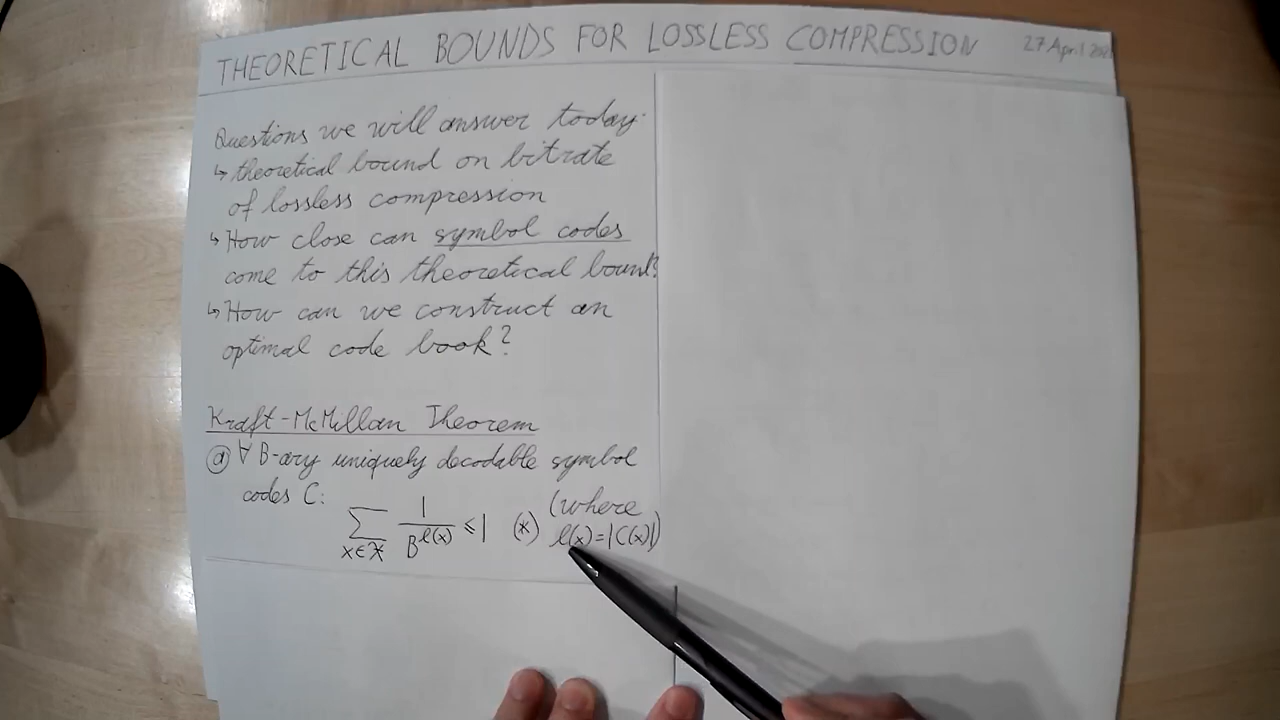 THEORETICAL BOUNDS FOR LOSSLESS COMPRESSION
27 April
Questions we will answer today:
↳ theoretical bound on bitrate
of lossless compression
↳ How close can symbol codes
come to this theoretical bound?
↳ How can we construct an
optimal code book?
Kraft-McMillan Theorem
ⓐ ∀ B-ary uniquely decodable symbol
codes C:
∑_{x∈𝔛} 1/B^{ℓ(x)} ≤ 1 (*) (where
ℓ(x)=|C(x)|)